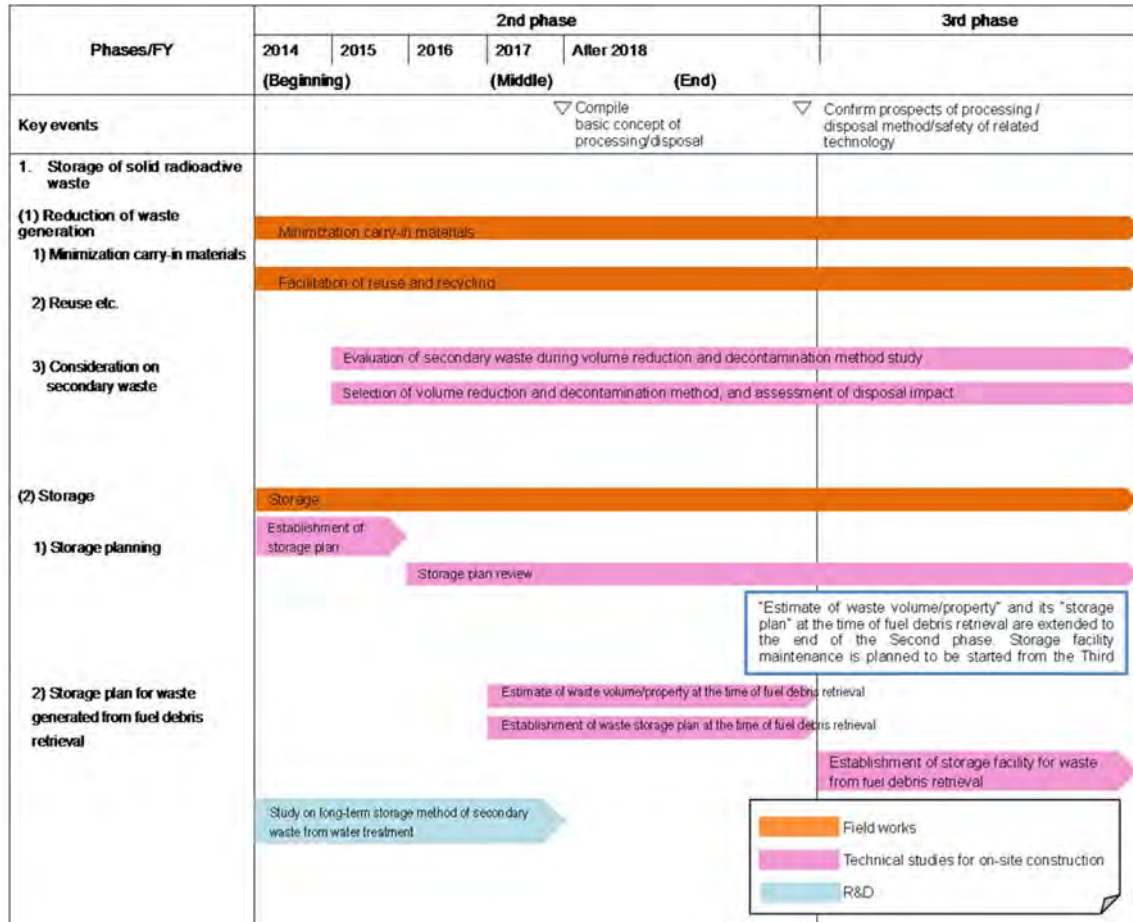 Phases/FY
2nd phase
3rd phase
2014
2015
2016
2017
After 2018
(Beginning)
(Middle)
(End)
Key events
▽ Compile
basic concept of
processing/disposal
▽ Confirm prospects of processing /
disposal method/safety of related
technology
1. Storage of solid radioactive
waste
(1) Reduction of waste
generation
Minimization carry-in materials
1) Minimization carry-in materials
Facilitation of reuse and recycling
2) Reuse etc.
Evaluation of secondary waste during volume reduction and decontamination method study
3) Consideration on
secondary waste
Selection of volume reduction and decontamination method, and assessment of disposal impact
(2) Storage
Storage
Establishment of
storage plan
1) Storage planning
Storage plan review
"Estimate of waste volume/property" and its "storage
plan" at the time of fuel debris retrieval are extended to
the end of the Second phase. Storage facility
maintenance is planned to be started from the Third
2) Storage plan for waste
generated from fuel debris
retrieval
Estimate of waste volume/property at the time of fuel debris retrieval
Establishment of waste storage plan at the time of fuel debris retrieval
Establishment of storage facility for waste
from fuel debris retrieval
Study on long-term storage method of secondary
waste from water treatment
Field works
Technical studies for on-site construction
R&D